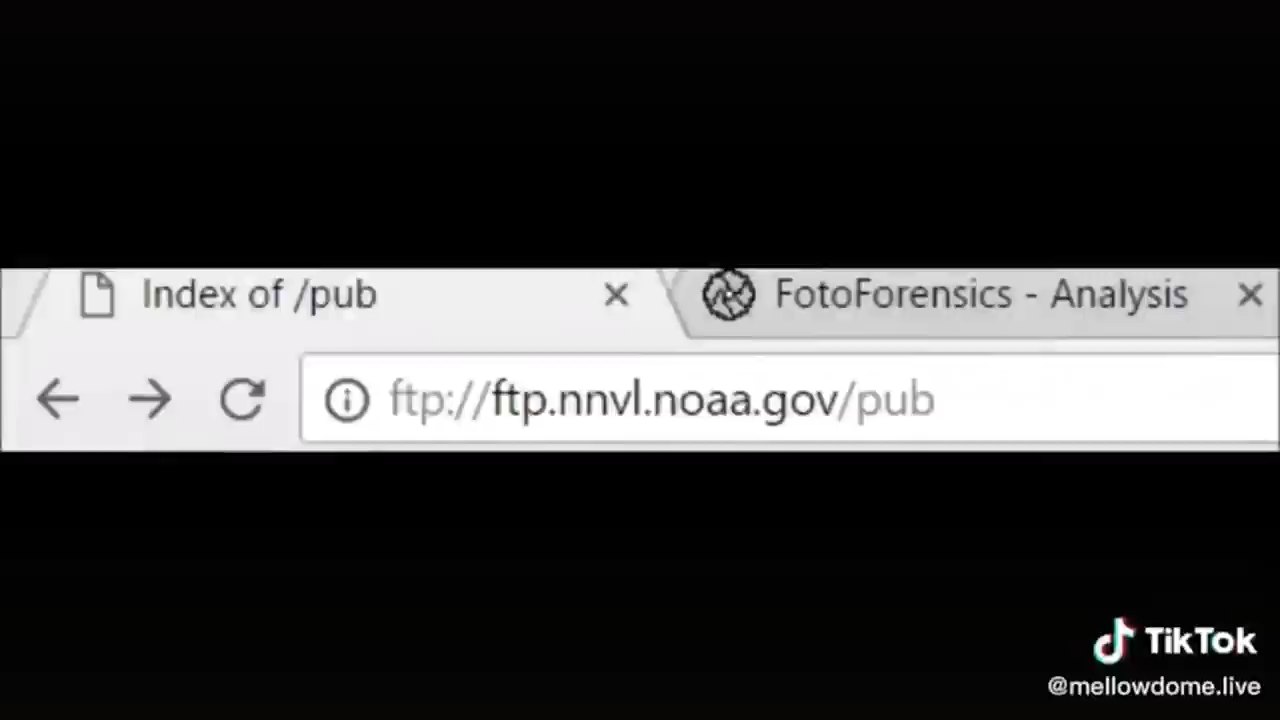 Index of /pub
FotoForensics - Analysis
ftp://ftp.nnvl.noaa.gov/pub
TikTok
@mellowdome.live